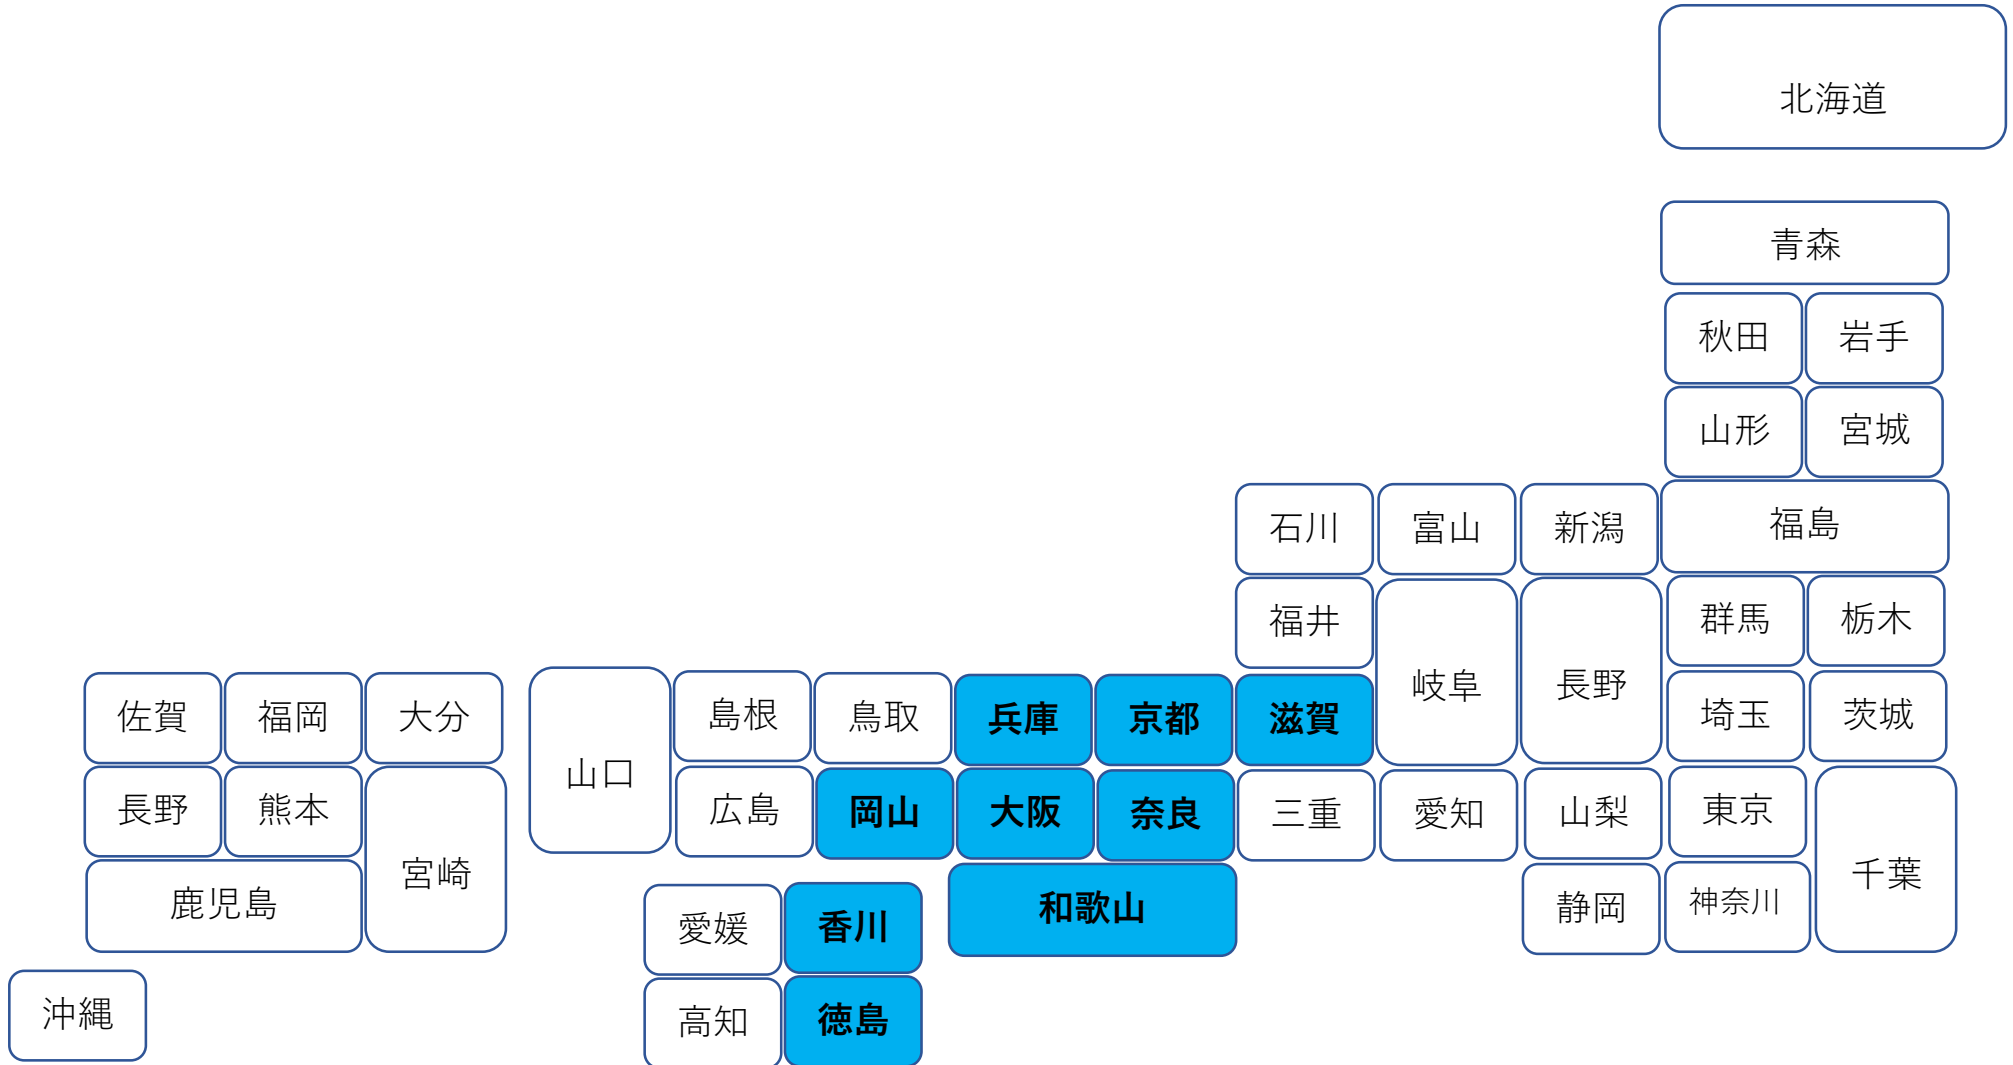 北海道
青森
秋田
岩手
山形
宮城
石川
富山
新潟
福島
福井
岐阜
長野
群馬
栃木
佐賀
福岡
大分
山口
島根
鳥取
兵庫
京都
滋賀
埼玉
茨城
長野
熊本
宮崎
広島
岡山
大阪
奈良
三重
愛知
山梨
東京
千葉
鹿児島
愛媛
香川
和歌山
静岡
神奈川
沖縄
高知
徳島